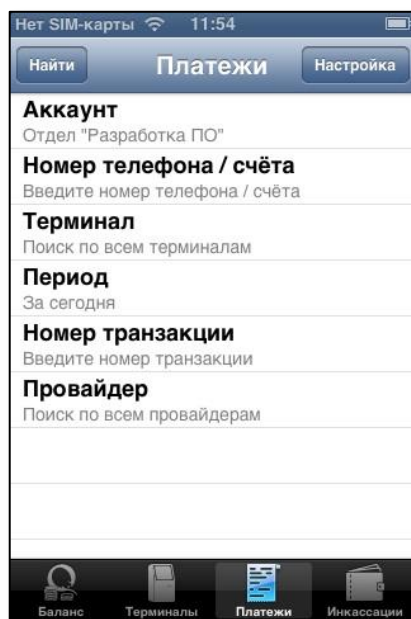 Нет SIM-карты 11:54
Найти Платежи Настройка
Аккаунт
Отдел "Разработка ПО"
Номер телефона / счёта
Введите номер телефона / счёта
Терминал
Поиск по всем терминалам
Период
За сегодня
Номер транзакции
Введите номер транзакции
Провайдер
Поиск по всем провайдерам
Баланс Терминалы Платежи Инкассации